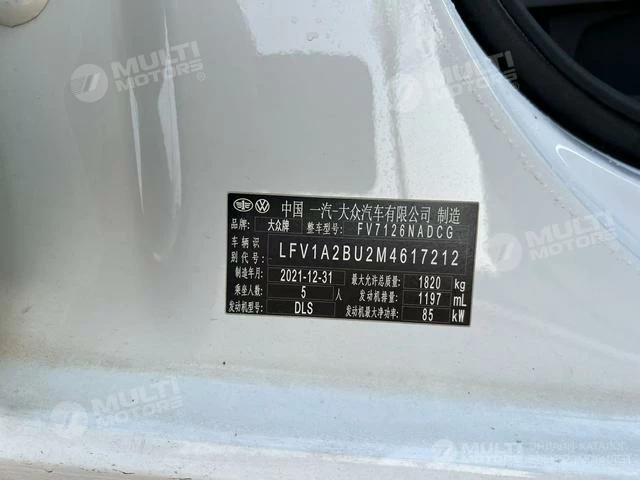 MULTI MOTORS®
MULTI MOTORS®
中国 一汽-大众汽车有限公司 制造
品牌: 大众牌 整车型号: FV7126NADCG
车辆识别代号: LFV1A2BU2M4617212
制造年月: 2021-12-31 最大允许总质量: 1820 kg
乘坐人数: 5 人 发动机排量: 1197 mL
发动机型号: DLS 发动机最大净功率: 85 kW
MULTI MOTORS
MULTI MOTORS
MULTI
ОНЛАЙН-КАТАЛОГ